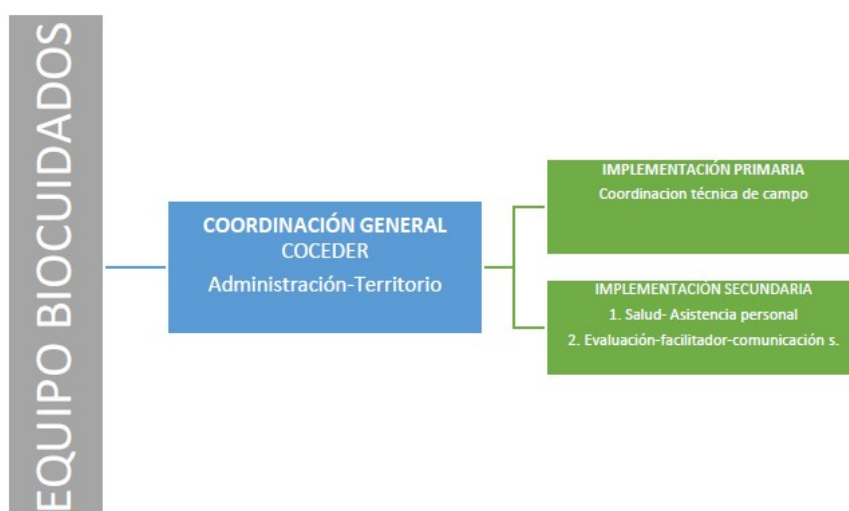 EQUIPO BIOCUIDADOS
COORDINACIÓN GENERAL
COCEDER
Administración-Territorio
IMPLEMENTACIÓN PRIMARIA
Coordinacion técnica de campo
IMPLEMENTACIÓN SECUNDARIA
1. Salud- Asistencia personal
2. Evaluación-facilitador-comunicación s.